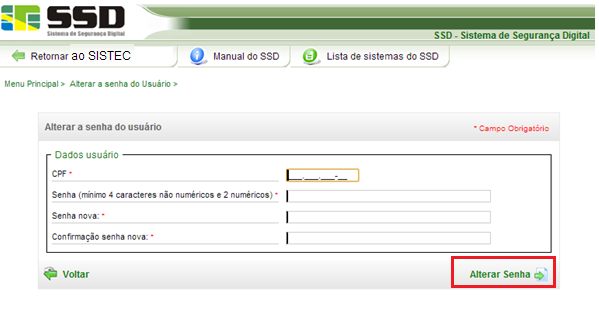 SSD
Sistema de Segurança Digital
SSD - Sistema de Segurança Digital
Retornar ao SISTEC Manual do SSD Lista de sistemas do SSD
Menu Principal > Alterar a senha do Usuário >
Alterar a senha do usuário * Campo Obrigatório
Dados usuário
CPF * ___.___.___-__
Senha (mínimo 4 caracteres não numéricos e 2 numéricos) *
Senha nova: *
Confirmação senha nova: *
Voltar Alterar Senha